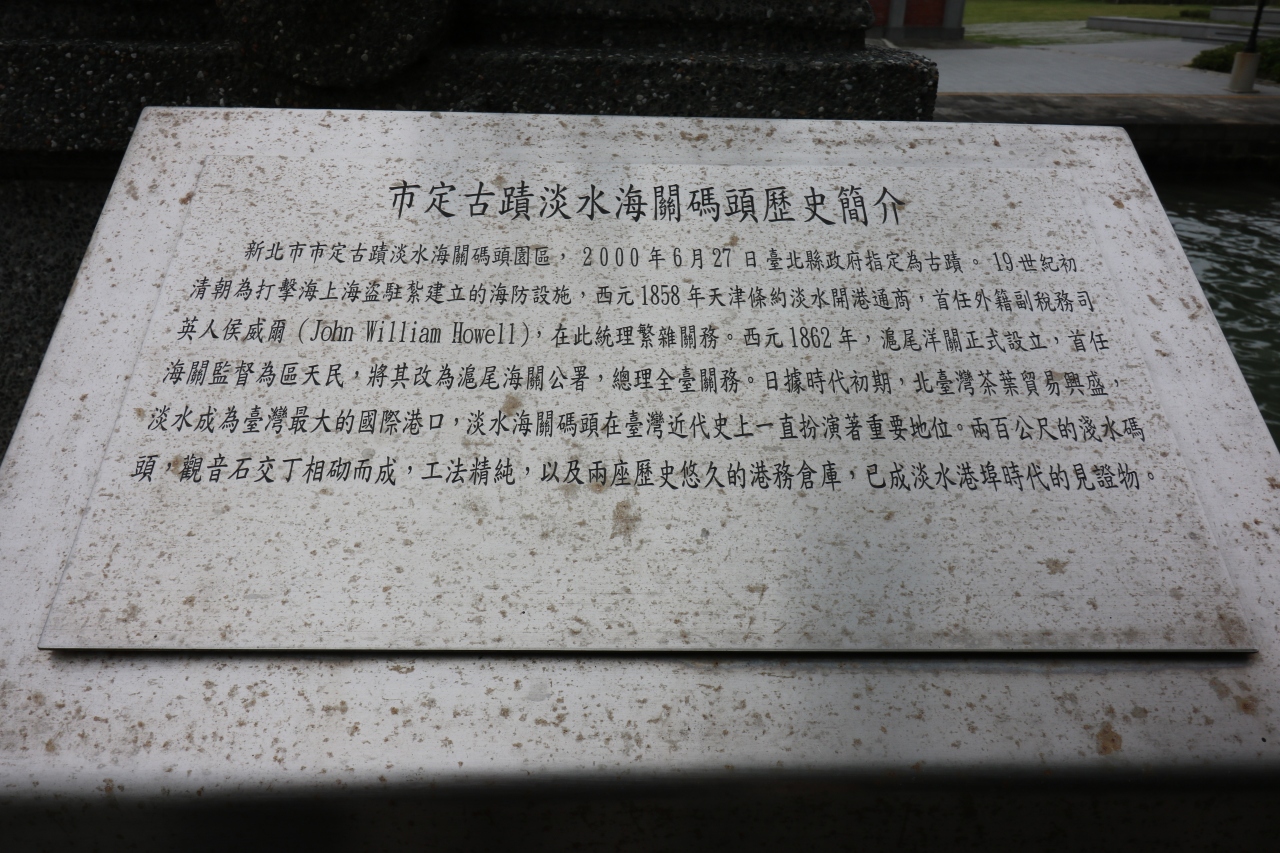 市定古蹟淡水海關碼頭歷史簡介
新北市市定古蹟淡水海關碼頭園區，2000年6月27日臺北縣政府指定為古蹟。19世紀初
清朝為打擊海上海盜駐紮建立的海防設施，西元1858年天津條約淡水開港通商，首任外籍副稅務司
英人侯威爾(John William Howell)，在此統理繁雜關務。西元1862年，滬尾洋關正式設立，首任
海關監督為區天民，將其改為滬尾海關公署，總理全臺關務。日據時代初期，北臺灣茶葉貿易興盛，
淡水成為臺灣最大的國際港口，淡水海關碼頭在臺灣近代史上一直扮演著重要地位。兩百公尺的淺水碼
頭，觀音石交丁相砌而成，工法精純，以及兩座歷史悠久的港務倉庫，已成淡水港埠時代的見證物。